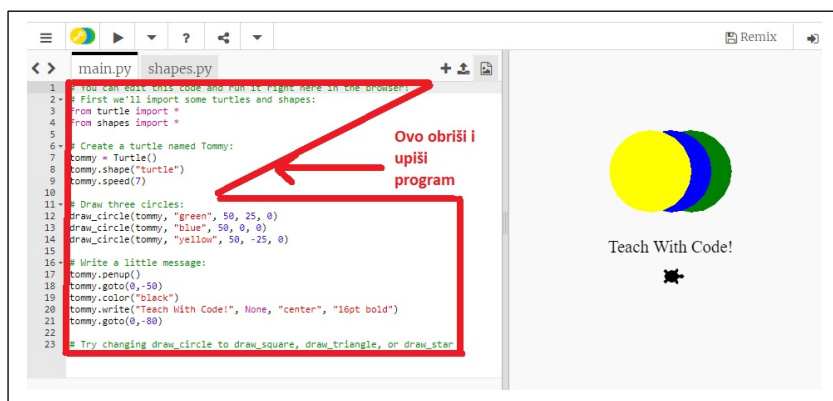 ?
Remix
main.py shapes.py
1 # You can edit this code and run it right here in the browser!
2 # First we'll import some turtles and shapes:
3 from turtle import *
4 from shapes import *
5
6 # Create a turtle named Tommy:
7 tommy = Turtle()
8 tommy.shape("turtle")
9 tommy.speed(7)
10
11 # Draw three circles:
12 draw_circle(tommy, "green", 50, 25, 0)
13 draw_circle(tommy, "blue", 50, 0, 0)
14 draw_circle(tommy, "yellow", 50, -25, 0)
15
16 # Write a little message:
17 tommy.penup()
18 tommy.goto(0,-50)
19 tommy.color("black")
20 tommy.write("Teach With Code!", None, "center", "16pt bold")
21 tommy.goto(0,-80)
22
23 # Try changing draw_circle to draw_square, draw_triangle, or draw_star
Ovo obriši i
upiši
program
Teach With Code!